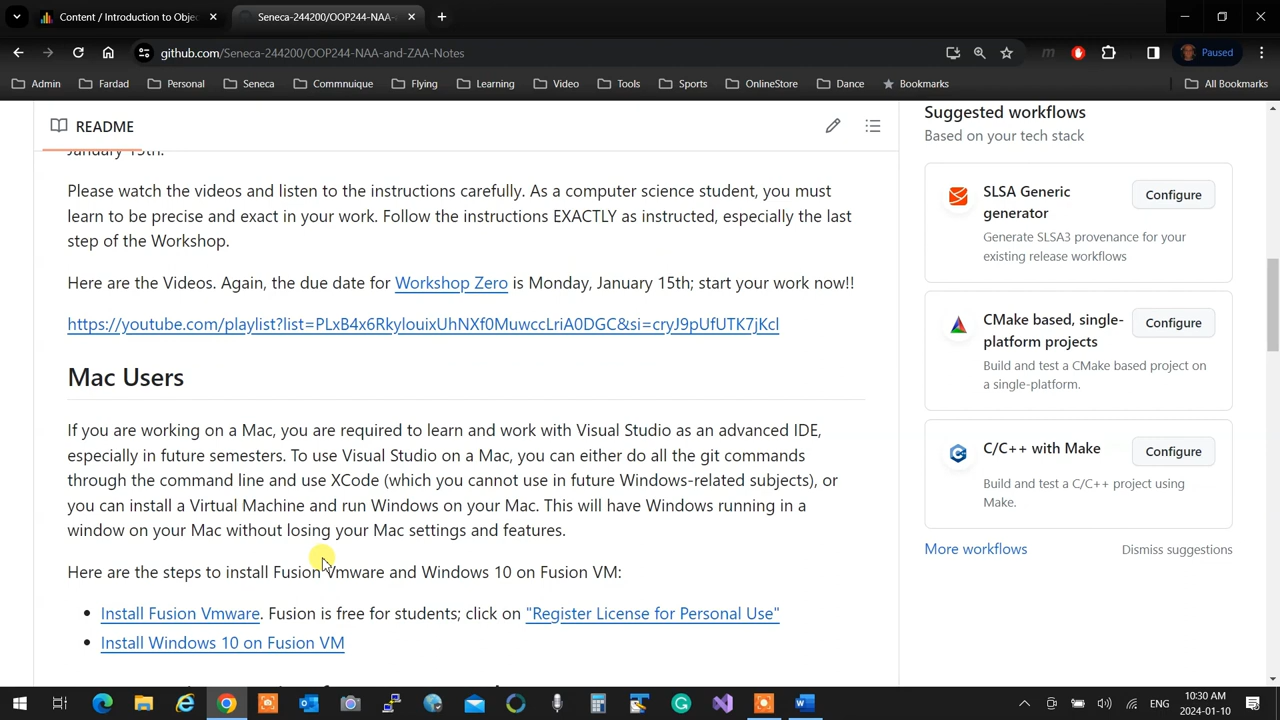 Content / Introduction to Obje
Seneca-244200/OOP244-NAA-
github.com/Seneca-244200/OOP244-NAA-and-ZAA-Notes
Paused
Admin
Fardad
Personal
Seneca
Commnuique
Flying
Learning
Video
Tools
Sports
OnlineStore
Dance
Bookmarks
All Bookmarks
README
January 15th.
Please watch the videos and listen to the instructions carefully. As a computer science student, you must
learn to be precise and exact in your work. Follow the instructions EXACTLY as instructed, especially the last
step of the Workshop.
Here are the Videos. Again, the due date for Workshop Zero is Monday, January 15th; start your work now!!
https://youtube.com/playlist?list=PLxB4x6RkylouixUhNXf0MuwccLriA0DGC&si=cryJ9pUfUTK7jKcl
Mac Users
If you are working on a Mac, you are required to learn and work with Visual Studio as an advanced IDE,
especially in future semesters. To use Visual Studio on a Mac, you can either do all the git commands
through the command line and use XCode (which you cannot use in future Windows-related subjects), or
you can install a Virtual Machine and run Windows on your Mac. This will have Windows running in a
window on your Mac without losing your Mac settings and features.
Here are the steps to install Fusion Vmware and Windows 10 on Fusion VM:
Install Fusion Vmware. Fusion is free for students; click on "Register License for Personal Use"
Install Windows 10 on Fusion VM
Suggested workflows
Based on your tech stack
SLSA Generic
generator
Configure
Generate SLSA3 provenance for your
existing release workflows
CMake based, single-
platform projects
Configure
Build and test a CMake based project on
a single-platform.
C/C++ with Make
Configure
Build and test a C/C++ project using
Make.
More workflows
Dismiss suggestions
ENG
10:30 AM
2024-01-10